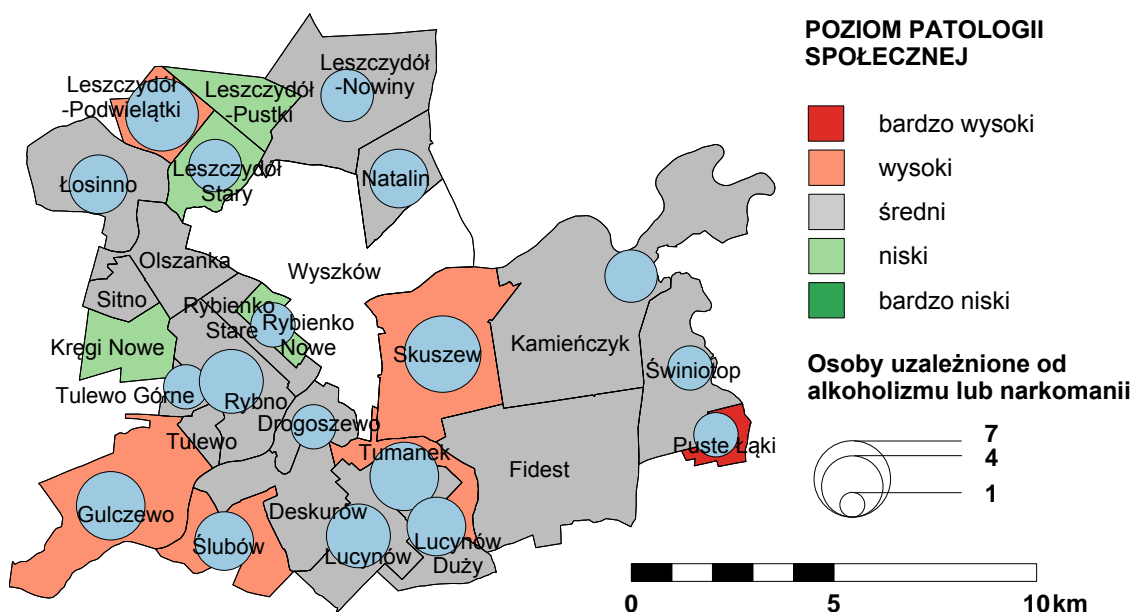 Leszczydół
-Podwielątki
Leszczydół
-Pustki
Leszczydół
-Nowiny
Łosinno
Leszczydół
Stary
Natalin
Olszanka
Wyszków
Sitno
Rybienko
Stare
Rybienko
Nowe
Kręgi Nowe
Skuszew
Kamieńczyk
Świniotop
Tulewo Górne
Rybno
Drogoszewo
Tulewo
Tumanek
Puste Łąki
Fidest
Gulczewo
Deskurów
Ślubów
Lucynów
Lucynów
Duży
POZIOM PATOLOGII
SPOŁECZNEJ
bardzo wysoki
wysoki
średni
niski
bardzo niski
Osoby uzależnione od
alkoholizmu lub narkomanii
7
4
1
0 5 10 km